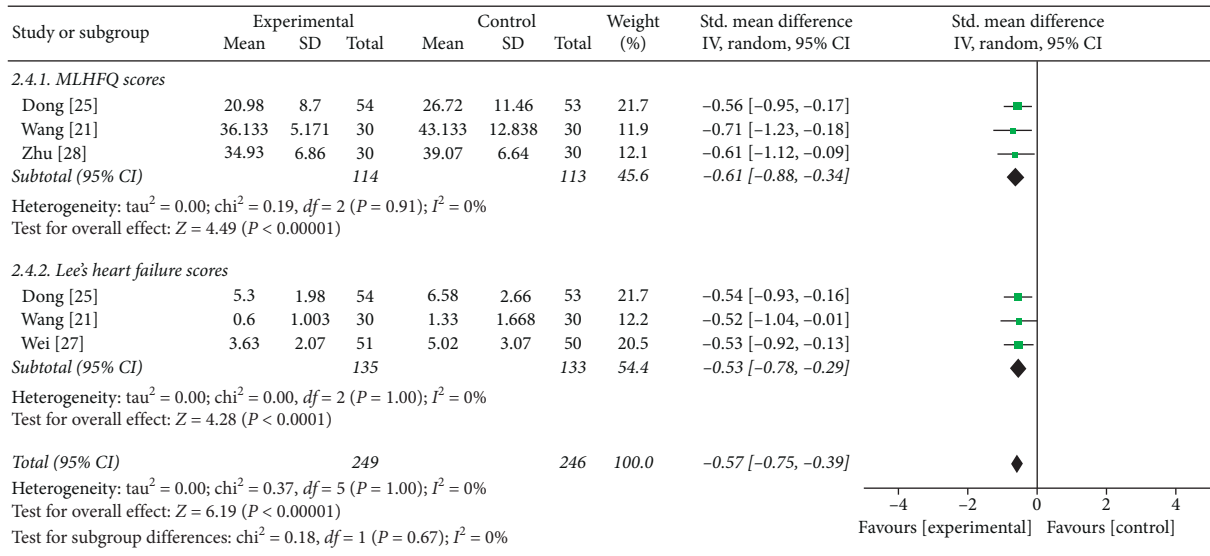 Study or subgroup Experimental Control Weight (%) Std. mean difference IV, random, 95% CI Std. mean difference IV, random, 95% CI
Mean SD Total Mean SD Total
2.4.1. MLHFQ scores
Dong [25] 20.98 8.7 54 26.72 11.46 53 21.7 –0.56 [–0.95, –0.17]
Wang [21] 36.133 5.171 30 43.133 12.838 30 11.9 –0.71 [–1.23, –0.18]
Zhu [28] 34.93 6.86 30 39.07 6.64 30 12.1 –0.61 [–1.12, –0.09]
Subtotal (95% CI) 114 113 45.6 –0.61 [–0.88, –0.34]
Heterogeneity: tau² = 0.00; chi² = 0.19, df = 2 (P = 0.91); I² = 0%
Test for overall effect: Z = 4.49 (P < 0.00001)
2.4.2. Lee's heart failure scores
Dong [25] 5.3 1.98 54 6.58 2.66 53 21.7 –0.54 [–0.93, –0.16]
Wang [21] 0.6 1.003 30 1.33 1.668 30 12.2 –0.52 [–1.04, –0.01]
Wei [27] 3.63 2.07 51 5.02 3.07 50 20.5 –0.53 [–0.92, –0.13]
Subtotal (95% CI) 135 133 54.4 –0.53 [–0.78, –0.29]
Heterogeneity: tau² = 0.00; chi² = 0.00, df = 2 (P = 1.00); I² = 0%
Test for overall effect: Z = 4.28 (P < 0.0001)
Total (95% CI) 249 246 100.0 –0.57 [–0.75, –0.39]
Heterogeneity: tau² = 0.00; chi² = 0.37, df = 5 (P = 1.00); I² = 0%
Test for overall effect: Z = 6.19 (P < 0.00001)
Test for subgroup differences: chi² = 0.18, df = 1 (P = 0.67); I² = 0%
–4 –2 0 2 4
Favours [experimental] Favours [control]